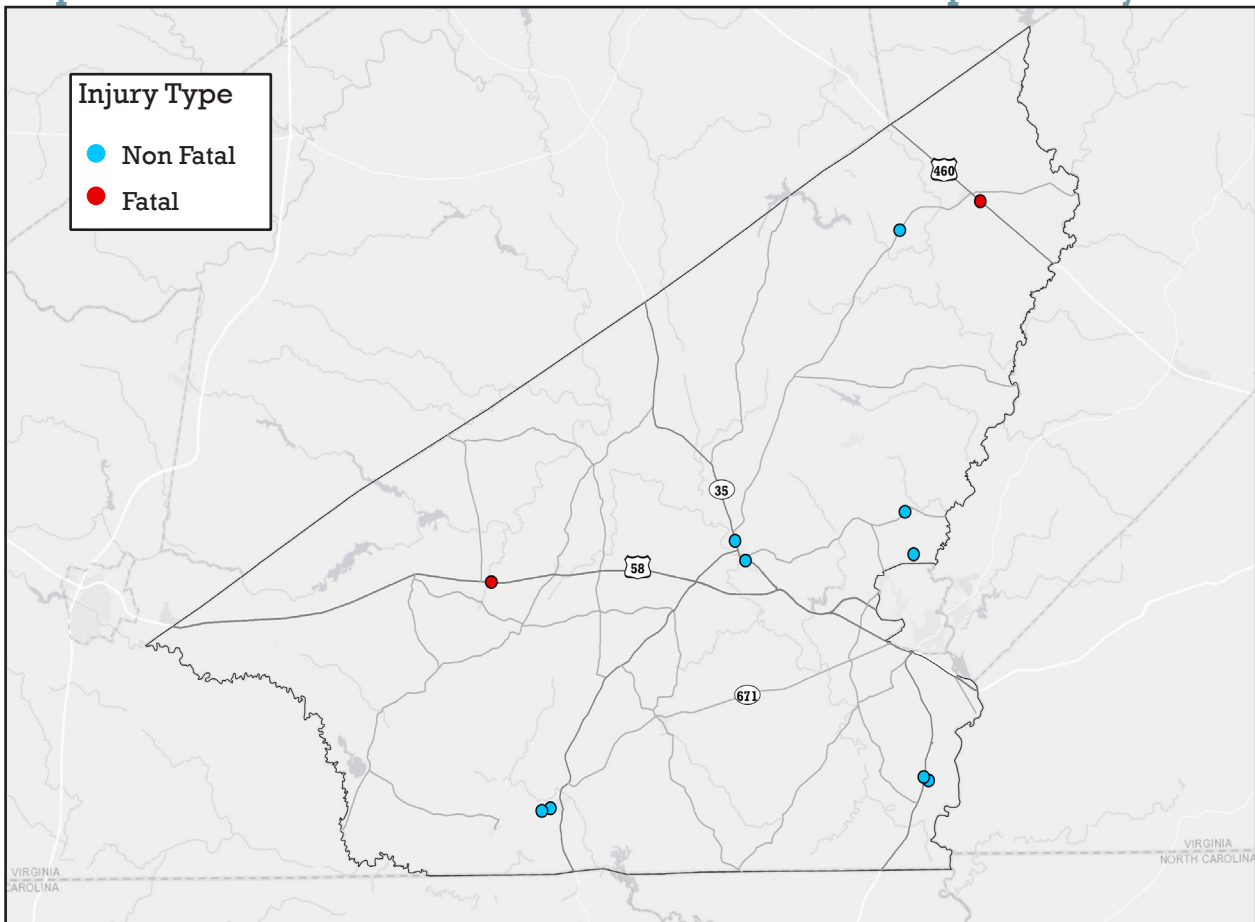 Injury Type
Non Fatal
Fatal
460
35
58
671
VIRGINIA
NORTH CAROLINA
VIRGINIA
CAROLINA